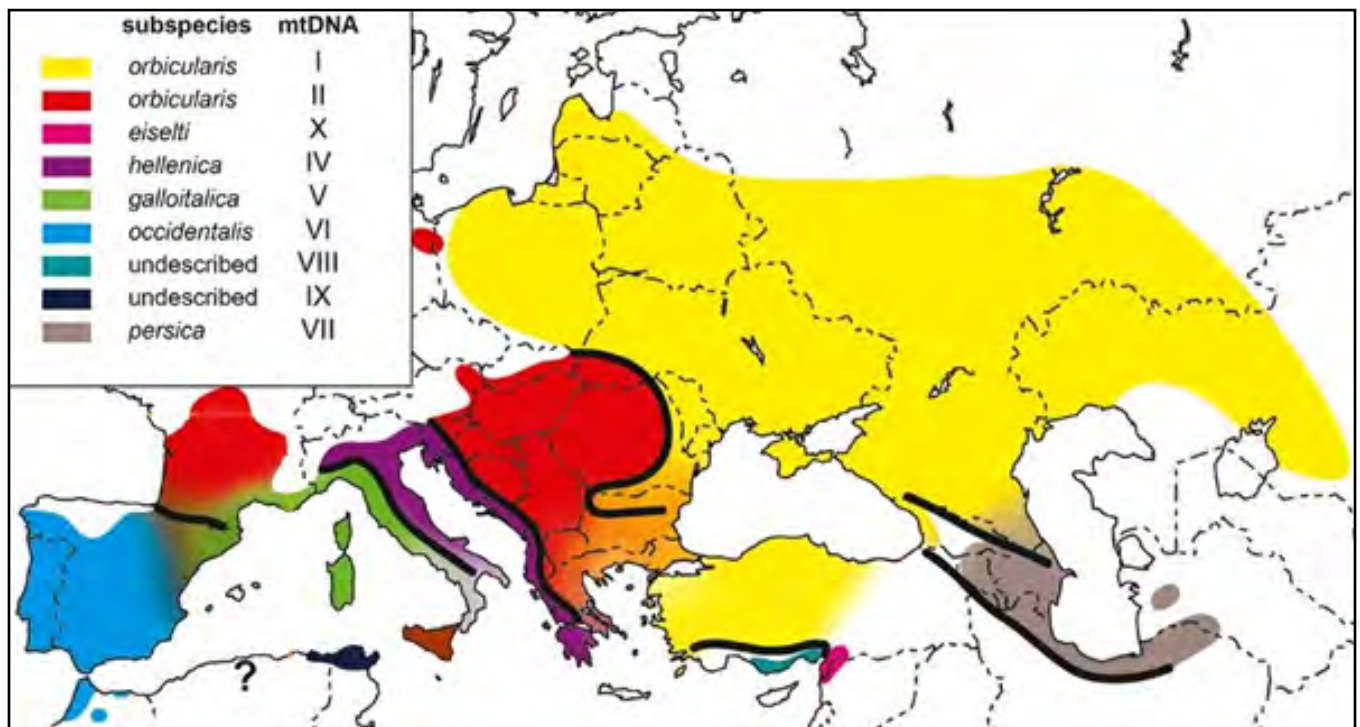 subspecies mtDNA
orbicularis I
orbicularis II
eiselti X
hellenica IV
galloitalica V
occidentalis VI
undescribed VIII
undescribed IX
persica VII
?